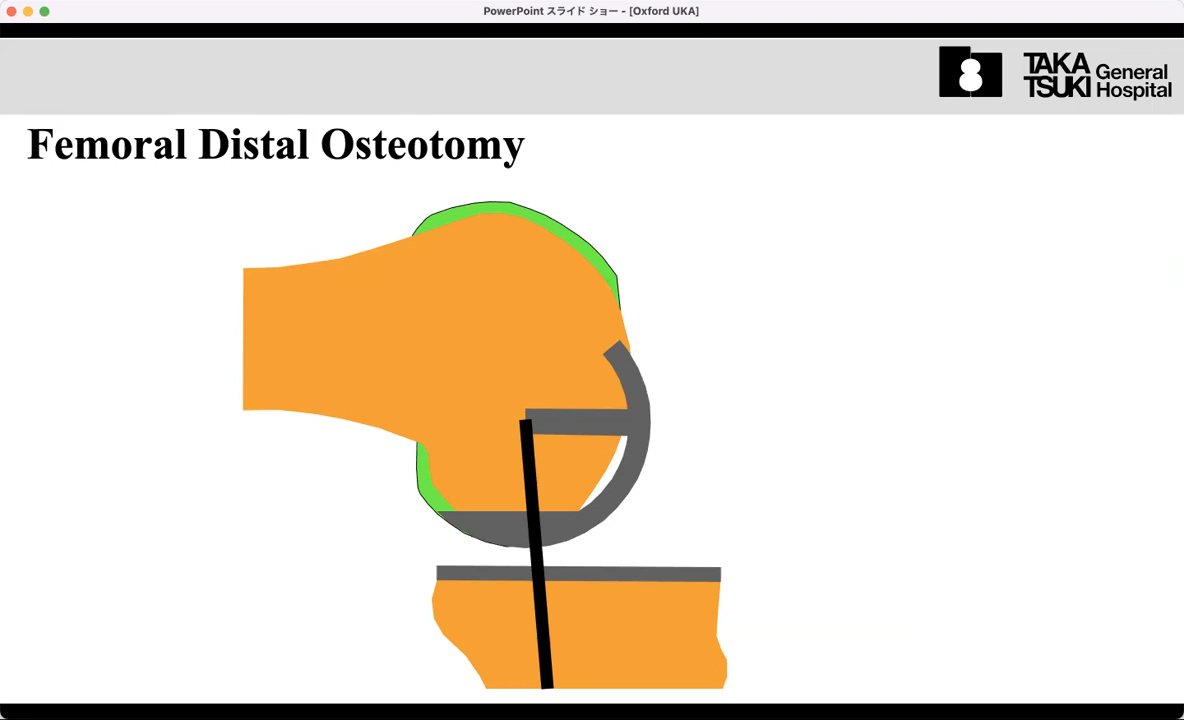 PowerPoint スライド ショー - [Oxford UKA]
TAKA
TSUKI
General
Hospital
Femoral Distal Osteotomy